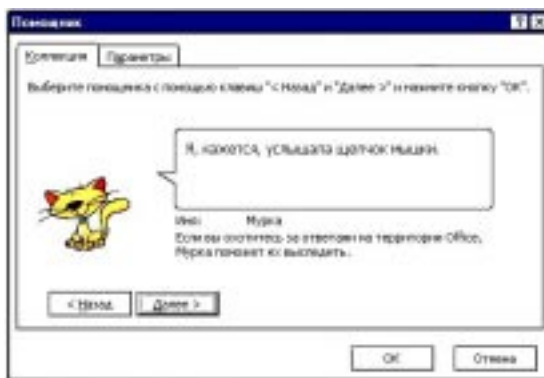 Помощник
Коллекция Параметры
Выберите помощника с помощью клавиш "< Назад" и "Далее >" и нажмите кнопку "OK".
Я, кажется, услышала щелчок мышки.
Имя: Мурка
Если вы охотитесь за ответами на территории Office,
Мурка поможет их выследить.
< Назад Далее >
OK Отмена